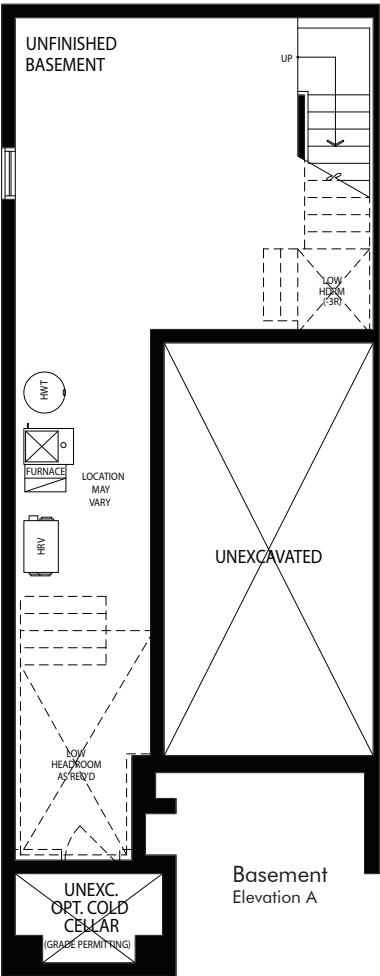 UNFINISHED
BASEMENT
UP
LOW
HDRM
(-3R)
HWT
FURNACE
LOCATION
MAY
VARY
HRV
UNEXCAVATED
LOW
HEADROOM
AS REQ'D
UNEXC.
OPT. COLD
CELLAR
(GRADE PERMITTING)
Basement
Elevation A